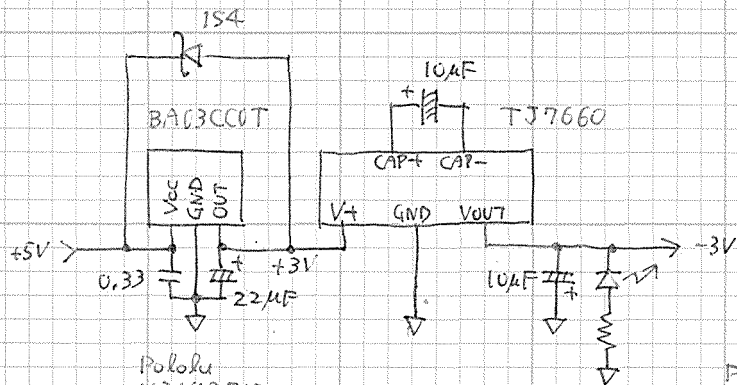 1S4
10µF
+
BA03CC0T
TJ7660
CAP+ CAP-
VCC
GND
OUT
V+ GND VOUT
+5V
+3V
-3V
0.33
+
22µF
10µF
+
Pololu